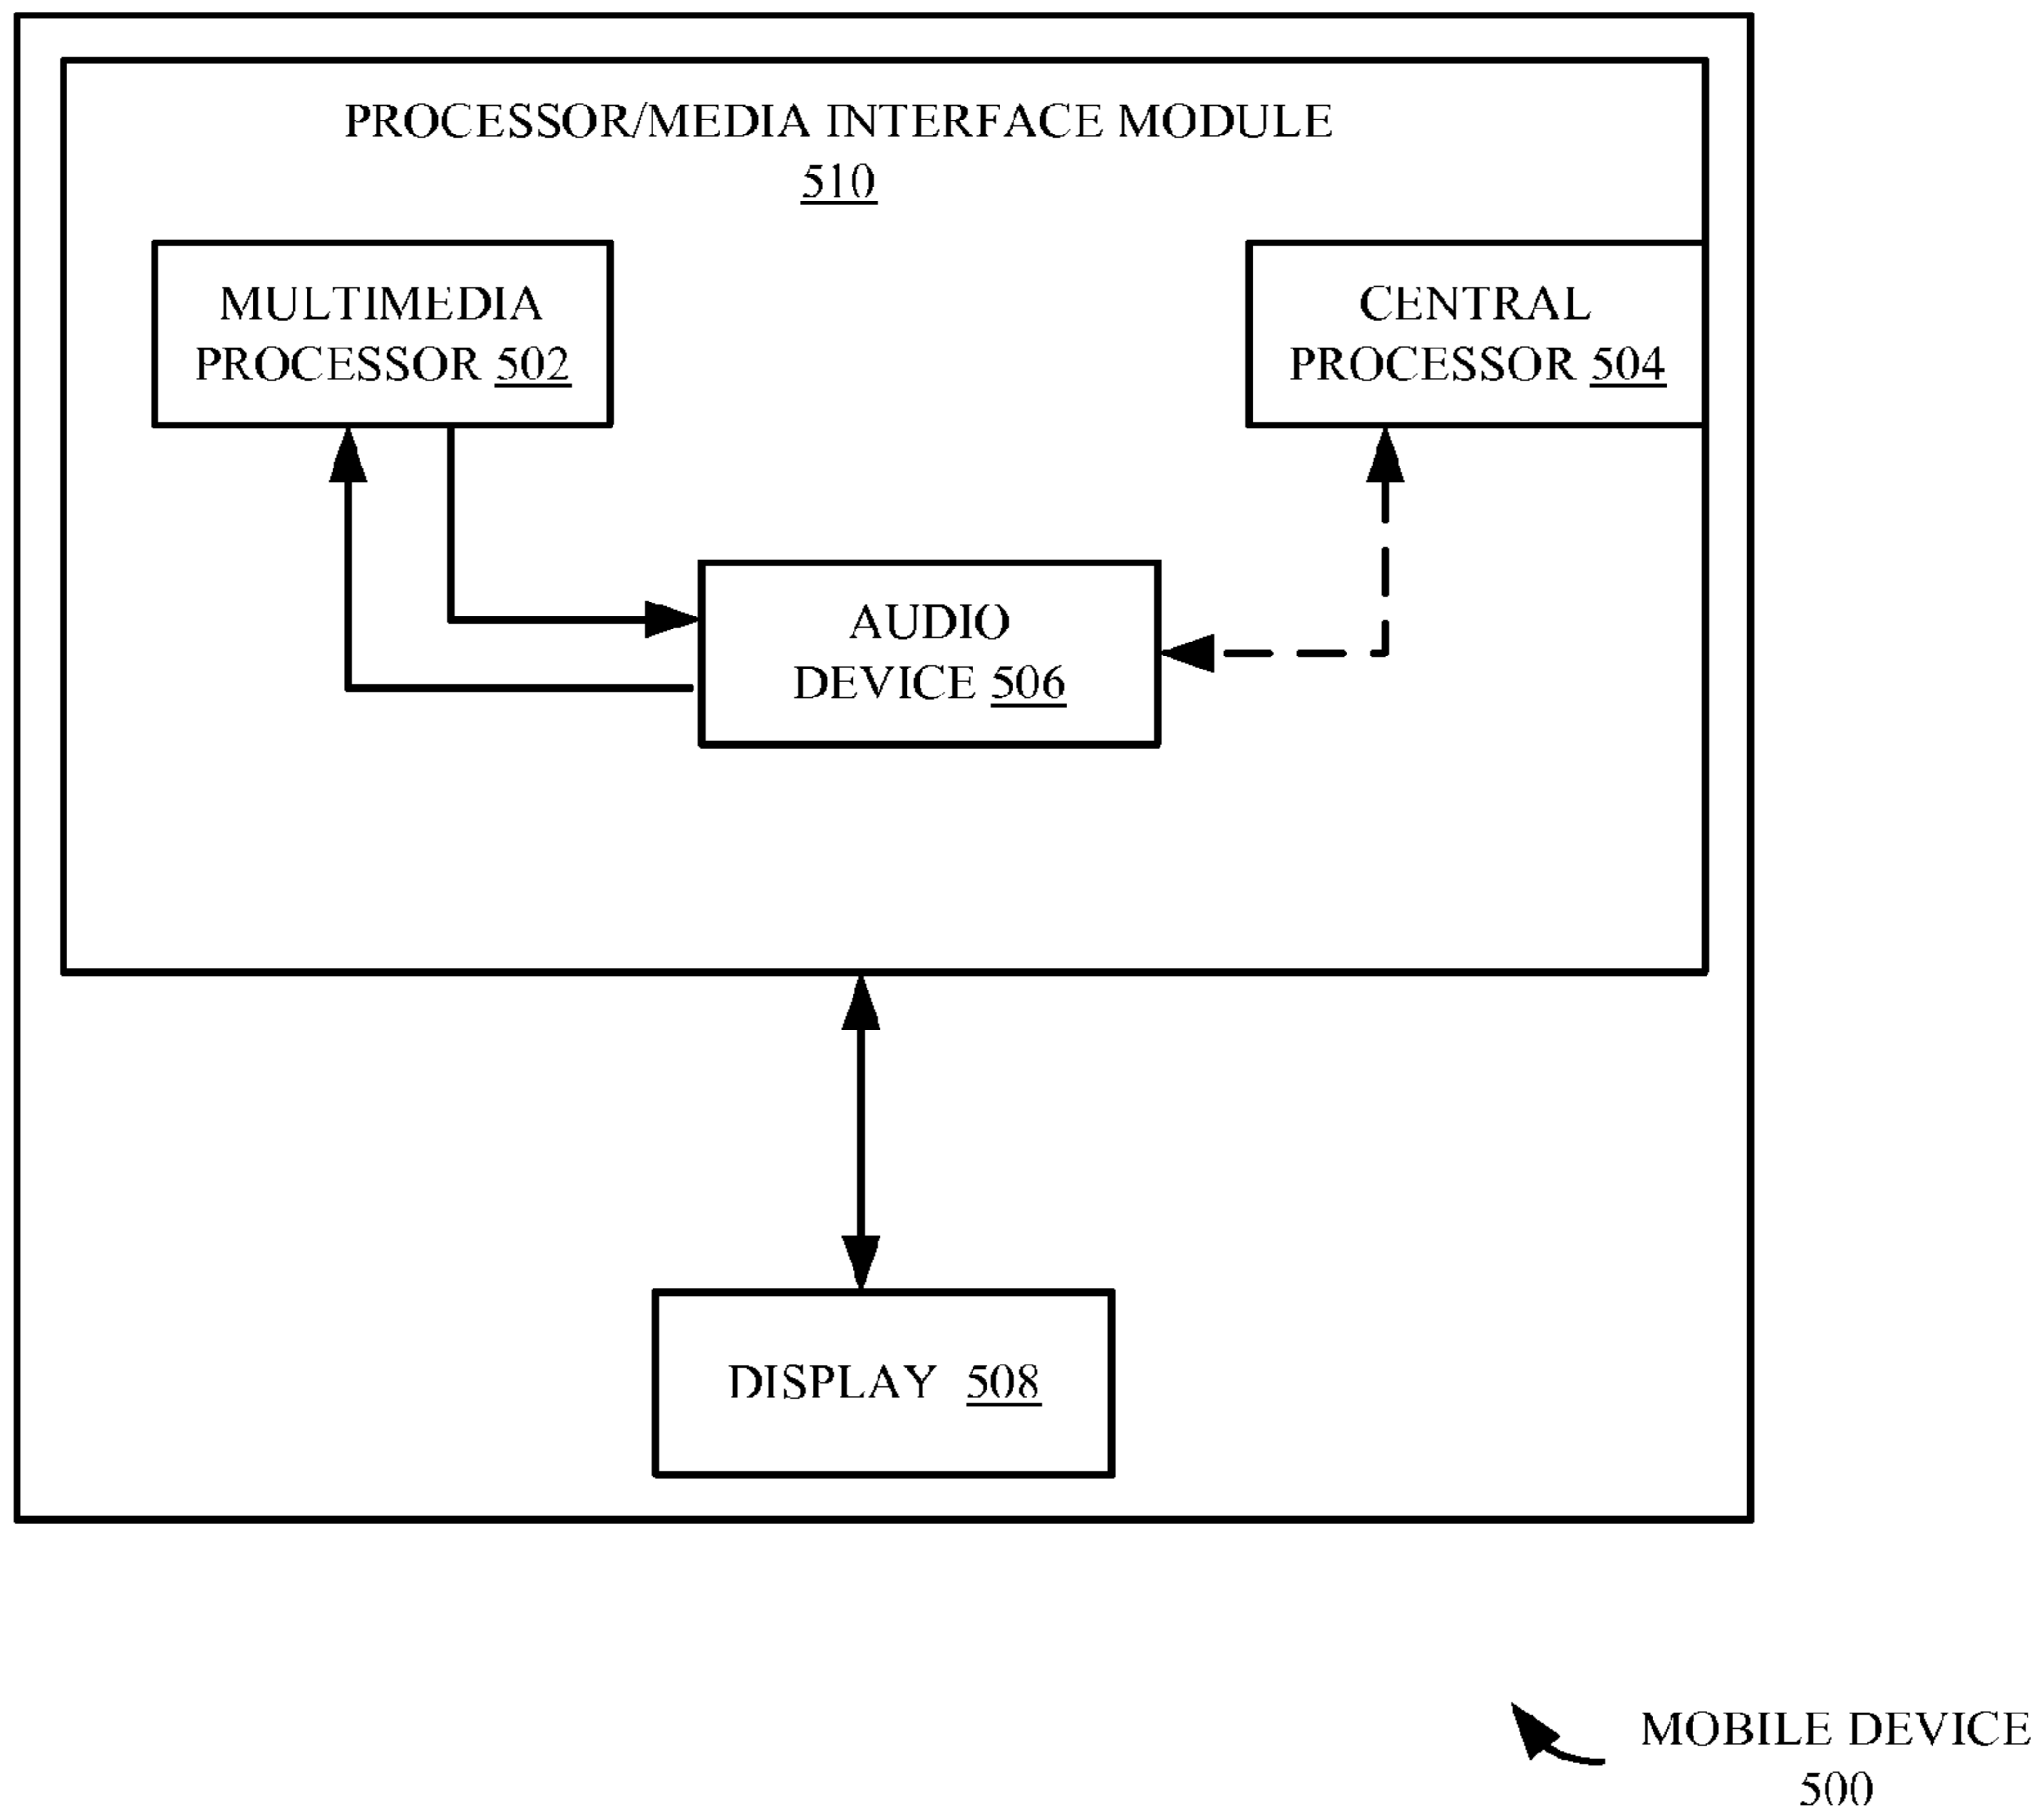 PROCESSOR/MEDIA INTERFACE MODULE
510
MULTIMEDIA
PROCESSOR 502
CENTRAL
PROCESSOR 504
AUDIO
DEVICE 506
DISPLAY 508
MOBILE DEVICE
500